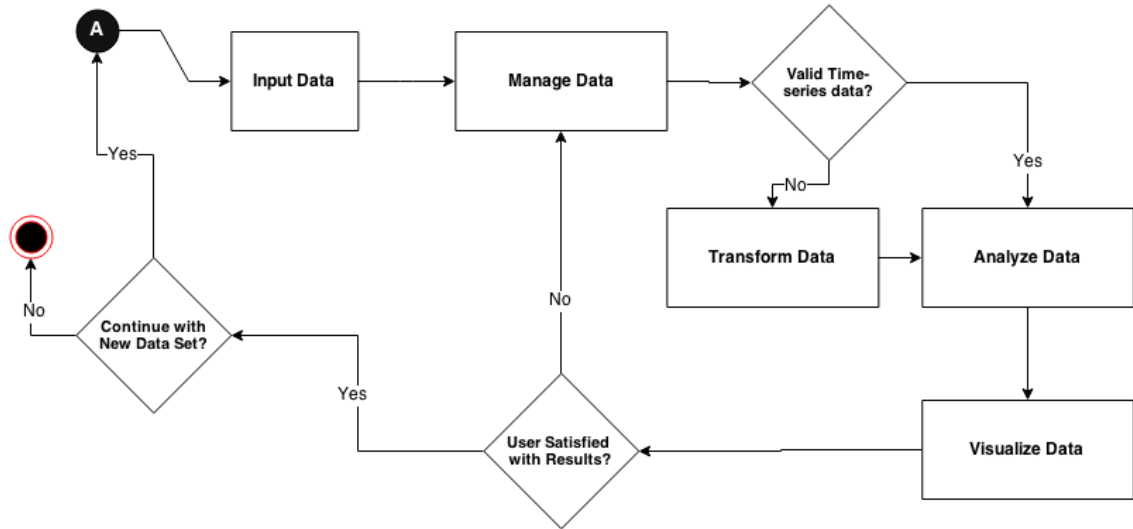 A
Input Data
Manage Data
Valid Time-
series data?
Yes
No
Transform Data
Analyze Data
Yes
No
Continue with
New Data Set?
No
Yes
User Satisfied
with Results?
Visualize Data